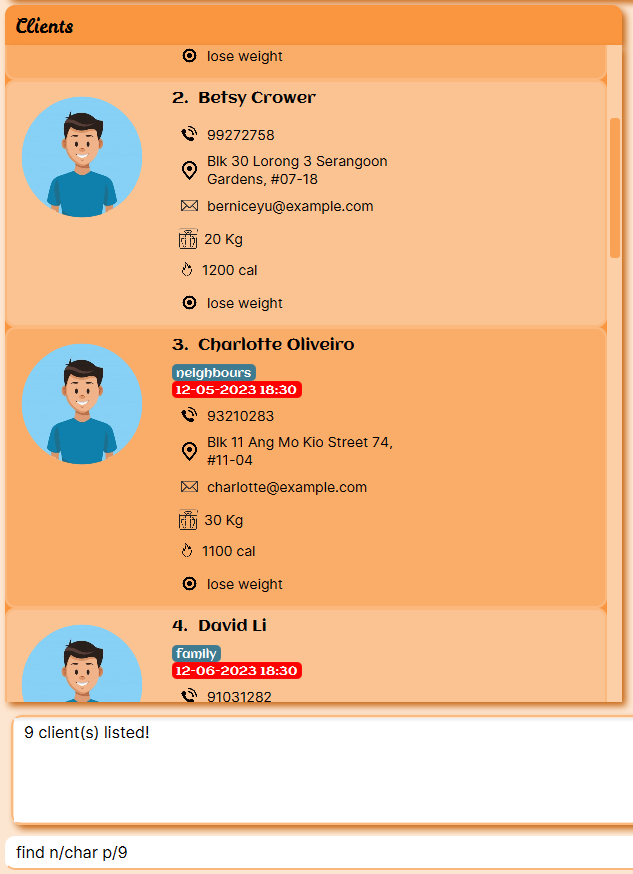 Clients
lose weight
2. Betsy Crower
99272758
Blk 30 Lorong 3 Serangoon
Gardens, #07-18
berniceyu@example.com
20 Kg
1200 cal
lose weight
3. Charlotte Oliveiro
neighbours
12-05-2023 18:30
93210283
Blk 11 Ang Mo Kio Street 74,
#11-04
charlotte@example.com
30 Kg
1100 cal
lose weight
4. David Li
family
12-06-2023 18:30
91031282
9 client(s) listed!
find n/char p/9